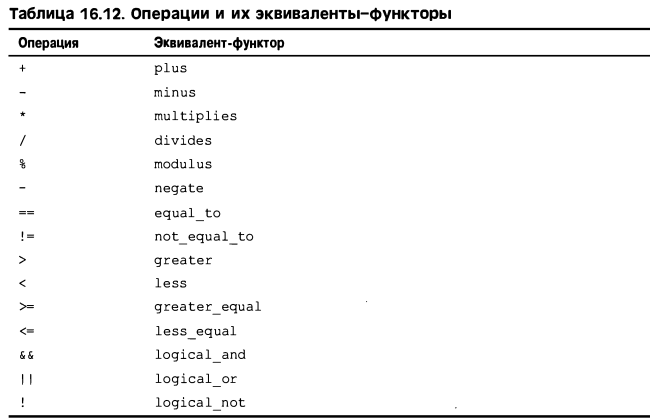 Таблица 16.12. Операции и их эквиваленты-функторы
Операция Эквивалент-функтор
+ plus
- minus
* multiplies
/ divides
% modulus
- negate
== equal_to
!= not_equal_to
> greater
< less
>= greater_equal
<= less_equal
&& logical_and
|| logical_or
! logical_not